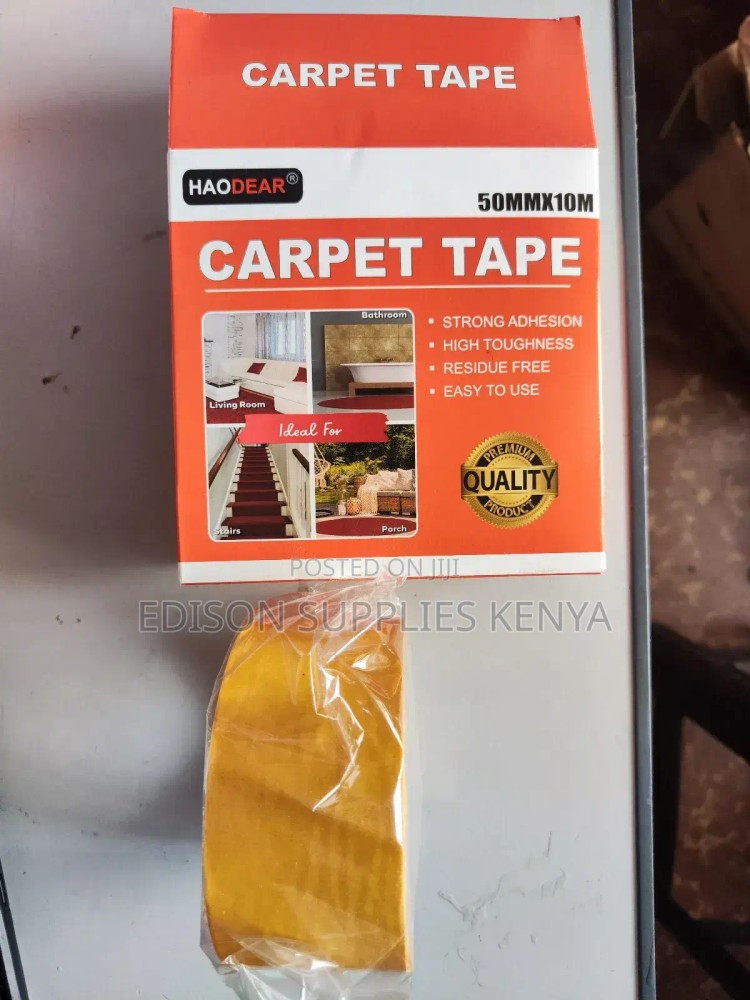 CARPET TAPE
HAODEAR®
50MMX10M
CARPET TAPE
Bathroom
Living Room
Ideal For
Stairs
Porch
▪ STRONG ADHESION
▪ HIGH TOUGHNESS
▪ RESIDUE FREE
▪ EASY TO USE
PREMIUM
QUALITY
PRODUCT
POSTED ON JIJI
EDISON SUPPLIES KENYA